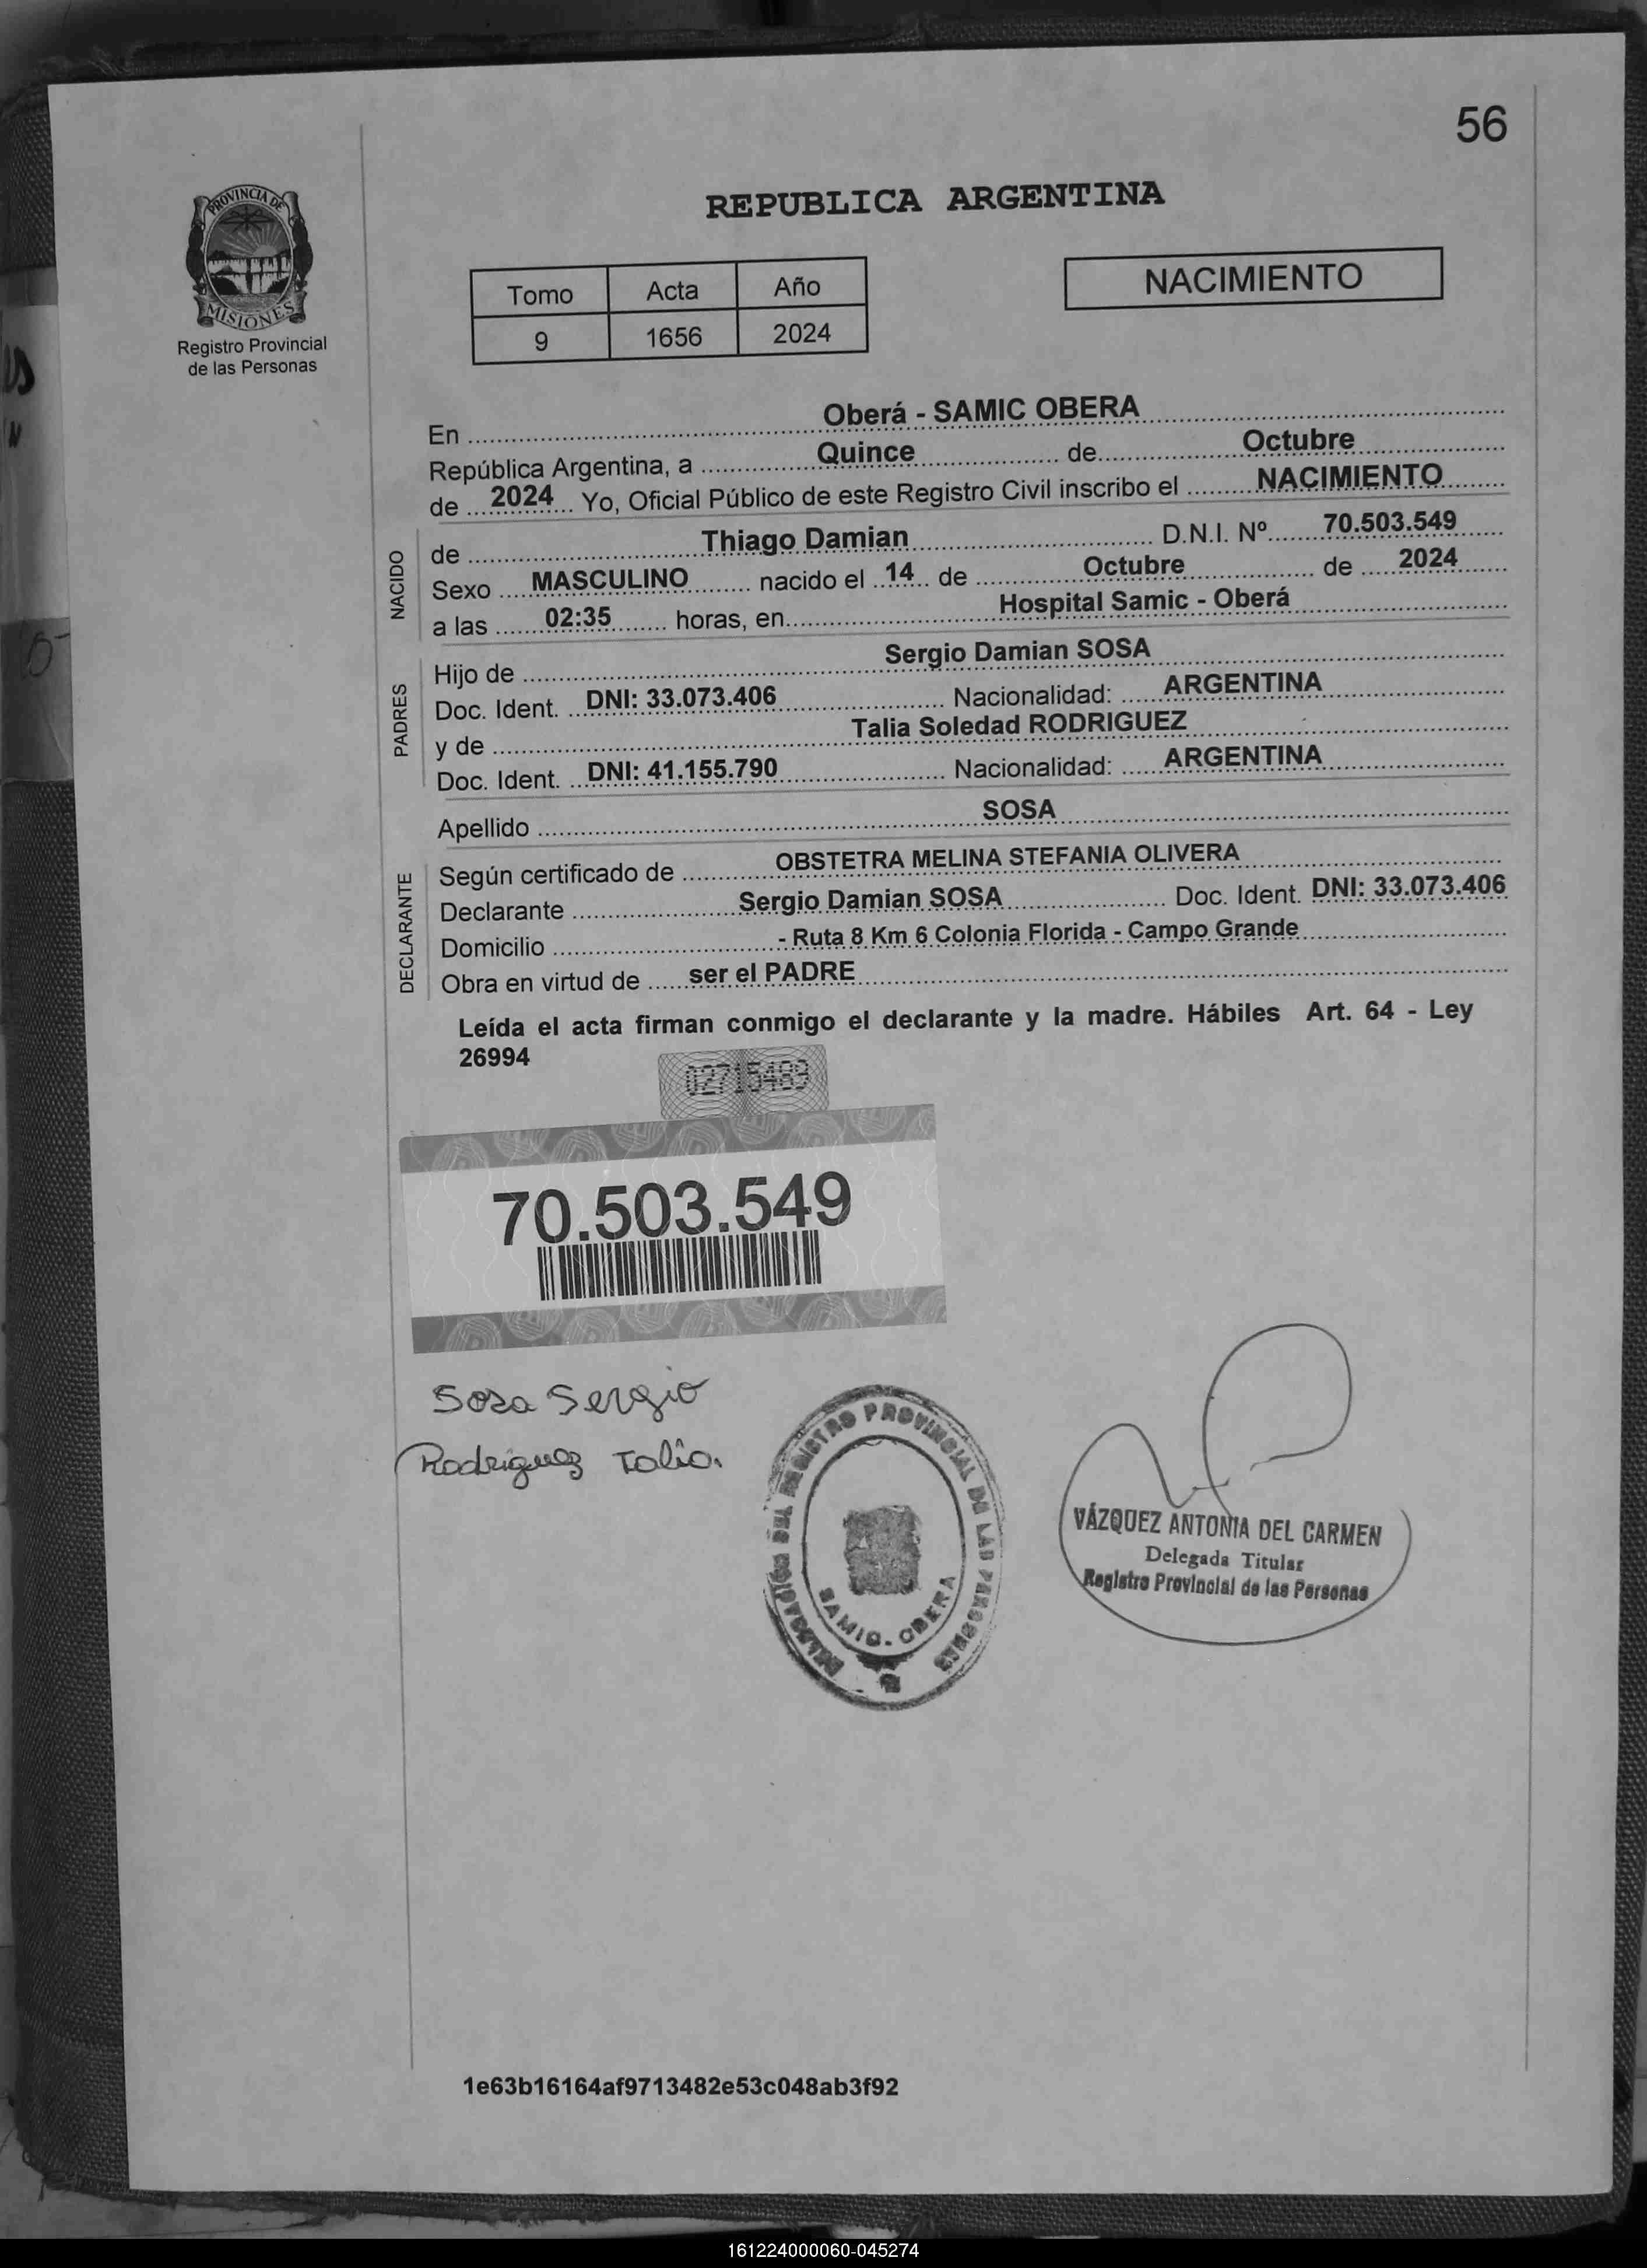 56
PROVINCIA DE
MISIONES
Registro Provincial
de las Personas
REPUBLICA ARGENTINA
Tomo Acta Año
9 1656 2024
NACIMIENTO
En Oberá - SAMIC OBERA
República Argentina, a Quince de Octubre
de 2024 Yo, Oficial Público de este Registro Civil inscribo el NACIMIENTO
NACIDO
de Thiago Damian D.N.I. Nº 70.503.549
Sexo MASCULINO nacido el 14 de Octubre de 2024
a las 02:35 horas, en Hospital Samic - Oberá
PADRES
Hijo de Sergio Damian SOSA
Doc. Ident. DNI: 33.073.406 Nacionalidad: ARGENTINA
y de Talia Soledad RODRIGUEZ
Doc. Ident. DNI: 41.155.790 Nacionalidad: ARGENTINA
Apellido SOSA
DECLARANTE
Según certificado de OBSTETRA MELINA STEFANIA OLIVERA
Declarante Sergio Damian SOSA Doc. Ident. DNI: 33.073.406
Domicilio - Ruta 8 Km 6 Colonia Florida - Campo Grande
Obra en virtud de ser el PADRE
Leída el acta firman conmigo el declarante y la madre. Hábiles Art. 64 - Ley
26994
02715489
70.503.549
Sosa Sergio
Rodriguez Talia.
DEL REGISTRO PROVINCIAL DE LAS PERSONAS
SAMIC. OBERA
VÁZQUEZ ANTONIA DEL CARMEN
Delegada Titular
Registro Provincial de las Personas
1e63b16164af9713482e53c048ab3f92
161224000060-045274